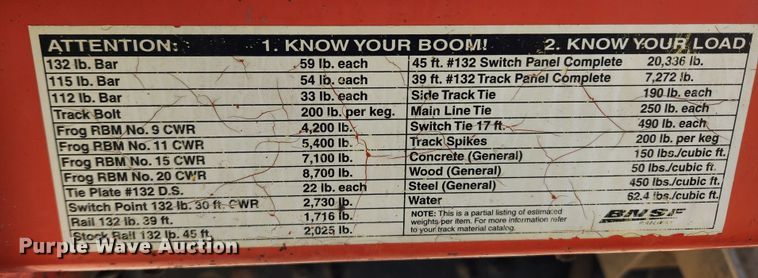 ATTENTION: 1. KNOW YOUR BOOM! 2. KNOW YOUR LOAD
132 lb. Bar 59 lb. each
115 lb. Bar 54 lb. each
112 lb. Bar 33 lb. each
Track Bolt 200 lb. per keg.
Frog RBM No. 9 CWR 4,200 lb.
Frog RBM No. 11 CWR 5,400 lb.
Frog RBM No. 15 CWR 7,100 lb.
Frog RBM No. 20 CWR 8,700 lb.
Tie Plate #132 D.S. 22 lb. each
Switch Point 132 lb. 30 ft. CWR 2,730 lb.
Rail 132 lb. 39 ft. 1,716 lb.
Stock Rail 132 lb. 45 ft. 2,025 lb.
45 ft. #132 Switch Panel Complete 20,336 lb.
39 ft. #132 Track Panel Complete 7,272 lb.
Side Track Tie 190 lb. each
Main Line Tie 250 lb. each
Switch Tie 17 ft. 490 lb. each
Track Spikes 200 lb. per keg
Concrete (General) 150 lbs./cubic ft.
Wood (General) 50 lbs./cubic ft.
Steel (General) 450 lbs./cubic ft.
Water 62.4 lbs./cubic ft.
NOTE: This is a partial listing of estimated
weights per item. For more information refer
to your track material catalog.
BNSF
RAILWAY
Purple Wave Auction